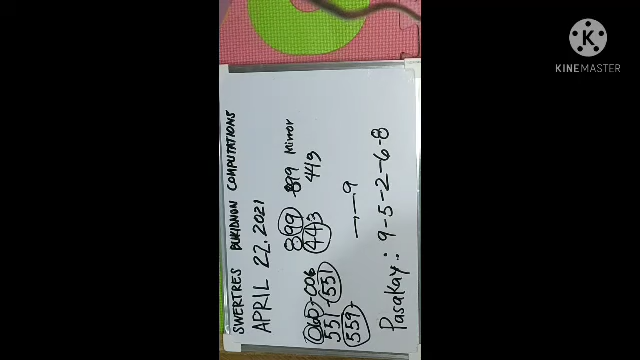 SWERTRES BUKIDNON COMPUTATIONS
APRIL 22, 2021
060-006 899-899 Mirror
551-551 443 449
559
— — 9
Pasakay: 9-5-2-6-8
K
KINEMASTER